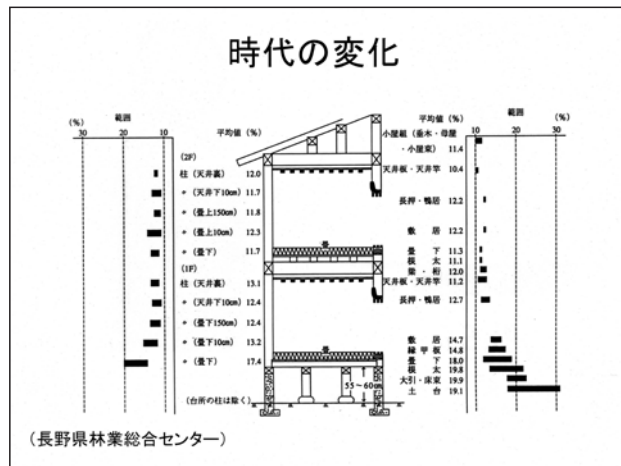 時代の変化
(%) 範囲
30 20 10
平均値 (%)
(2F)
柱 (天井裏) 12.0
〃 (天井下10cm) 11.7
〃 (畳上150cm) 11.8
〃 (畳上10cm) 12.3
〃 (畳下) 11.7
(1F)
柱 (天井裏) 13.1
〃 (天井下10cm) 12.4
〃 (畳下150cm) 12.4
〃 (畳下10cm) 13.2
〃 (畳下) 17.4
(台所の柱は除く)
畳
畳
55~60cm
平均値 (%) 範囲 (%)
10 20 30
小屋組 (垂木・母屋
・小屋束) 11.4
天井板・天井竿 10.4
長押・鴨居 12.2
敷居 12.2
畳下 11.3
根太 11.1
梁・桁 12.0
天井板・天井竿 11.2
長押・鴨居 12.7
敷居 14.7
縁甲板 14.8
畳下 18.0
根太 19.8
大引・床束 19.9
土台 19.1
(長野県林業総合センター)